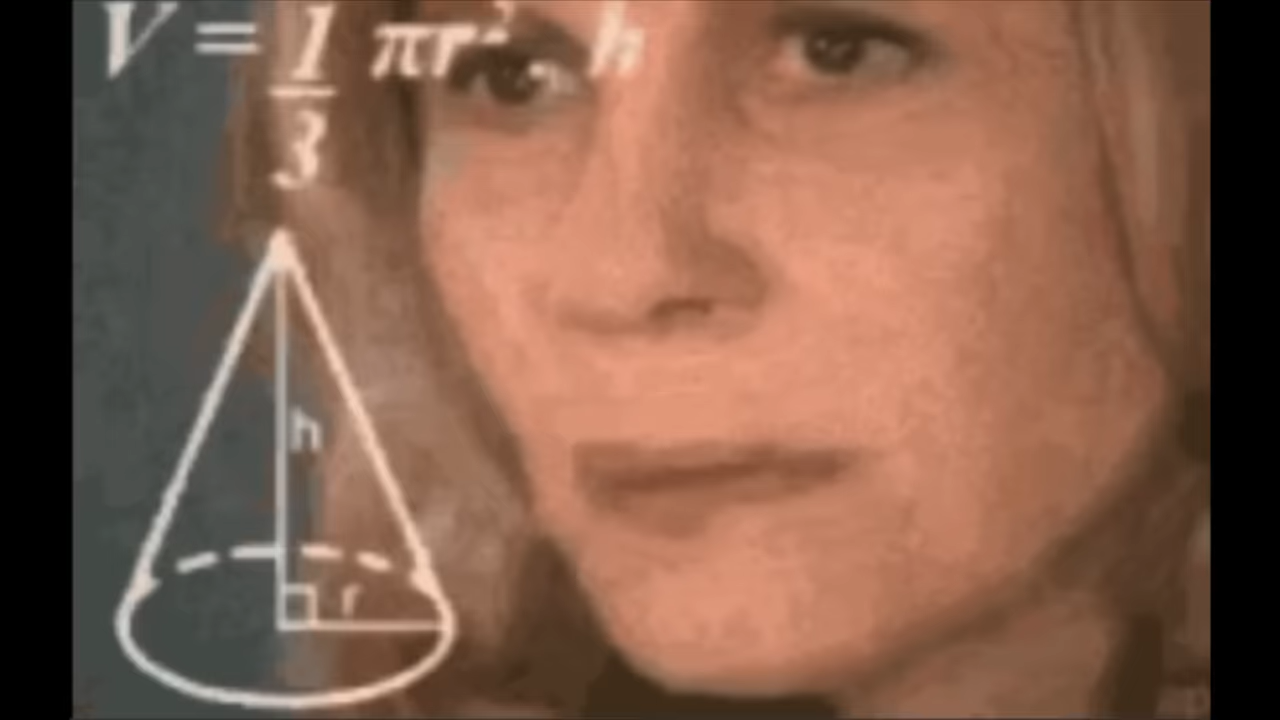 V = 1/3 πr² h
h
r